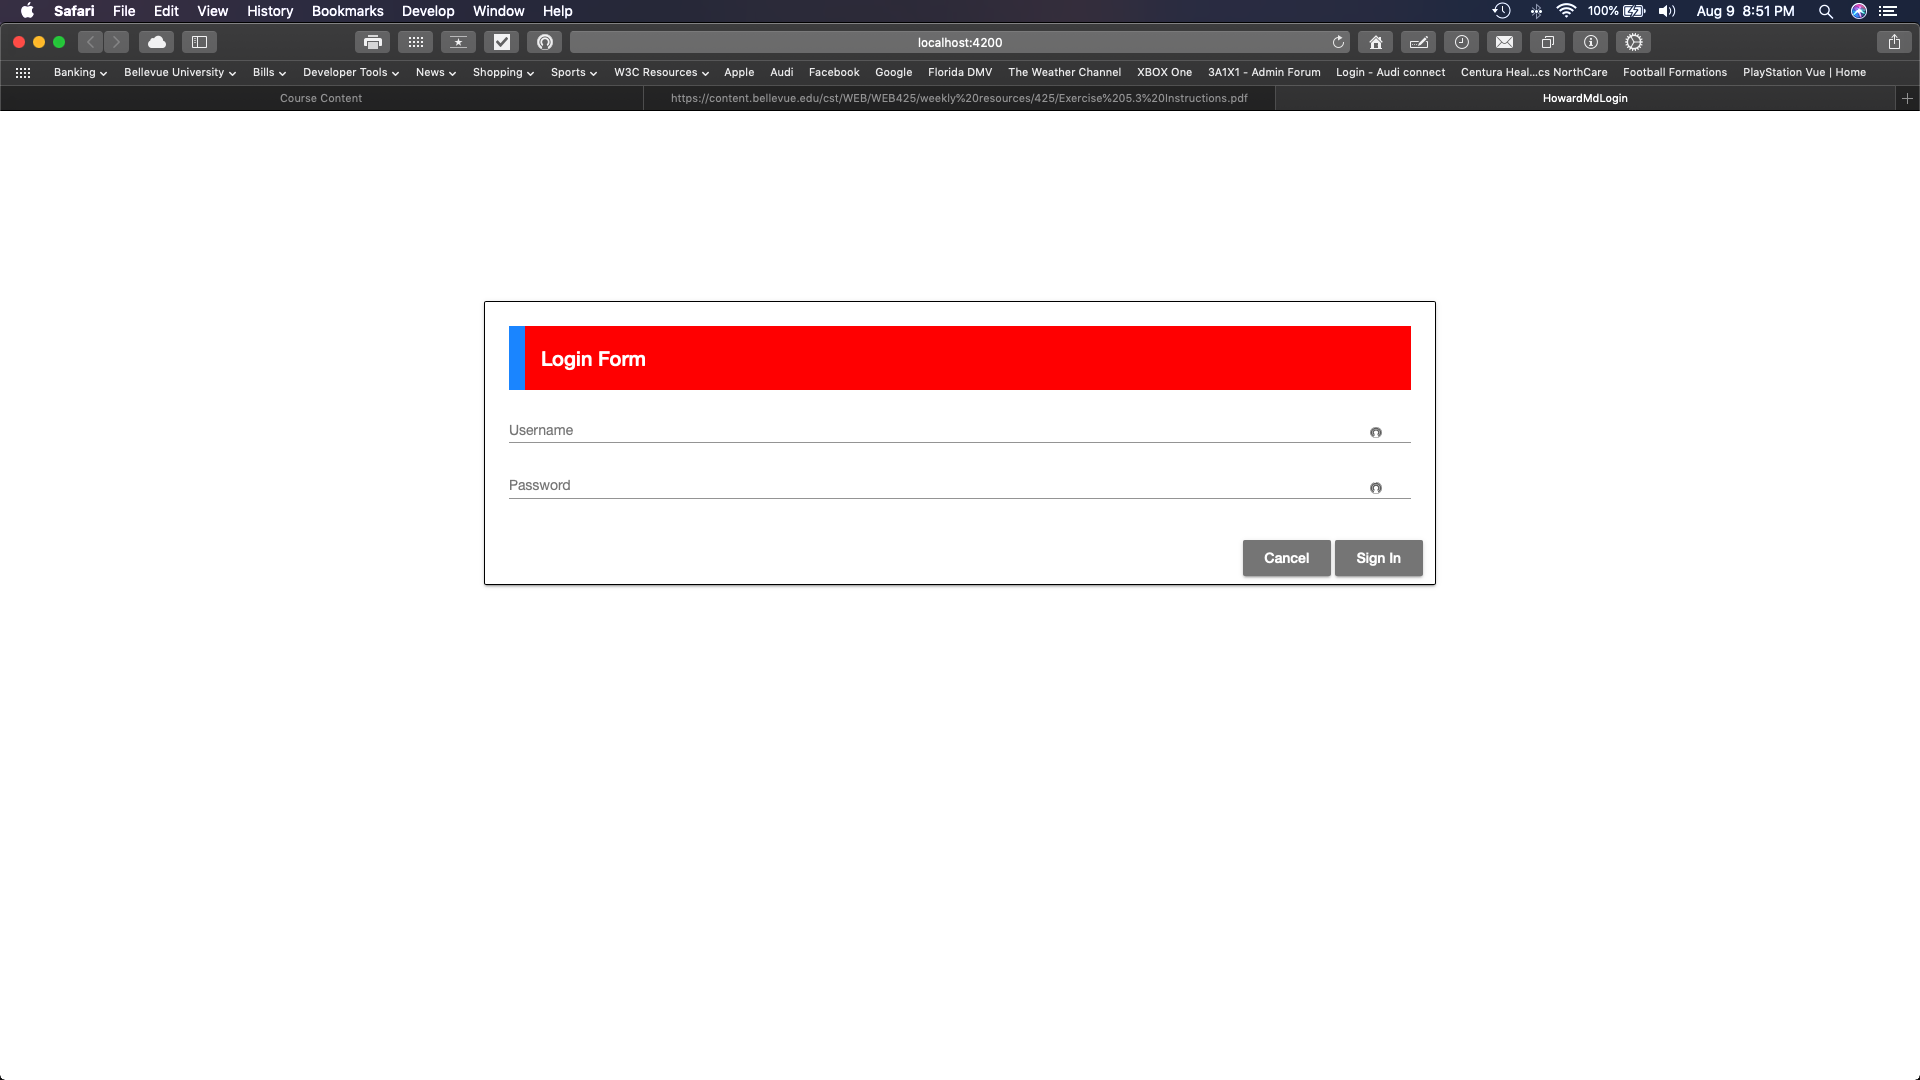 Safari File Edit View History Bookmarks Develop Window Help 100% Aug 9 8:51 PM
localhost:4200
Banking Bellevue University Bills Developer Tools News Shopping Sports W3C Resources Apple Audi Facebook Google Florida DMV The Weather Channel XBOX One 3A1X1 - Admin Forum Login - Audi connect Centura Heal...cs NorthCare Football Formations PlayStation Vue | Home
Course Content https://content.bellevue.edu/cst/WEB/WEB425/weekly%20resources/425/Exercise%205.3%20Instructions.pdf HowardMdLogin
Login Form
Username
Password
Cancel Sign In